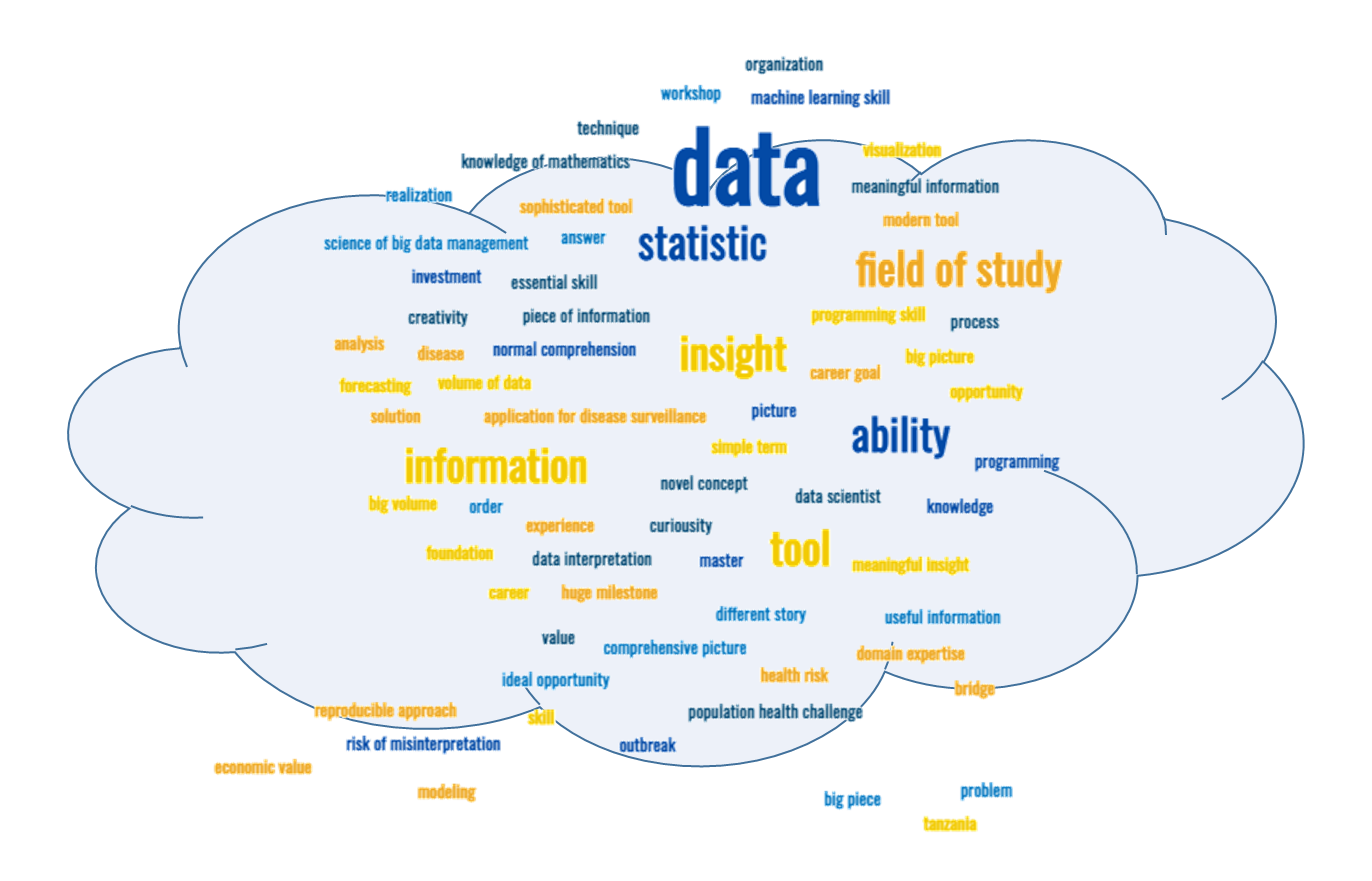 organization
workshop
machine learning skill
technique
data
visualization
knowledge of mathematics
meaningful information
realization
sophisticated tool
modern tool
science of big data management
answer
statistic
field of study
investment
essential skill
creativity
piece of information
programming skill
process
analysis
disease
normal comprehension
insight
big picture
career goal
forecasting
volume of data
opportunity
solution
application for disease surveillance
picture
ability
simple term
information
programming
novel concept
data scientist
big volume
order
knowledge
experience
curiousity
foundation
data interpretation
master
tool
meaningful insight
career
huge milestone
different story
useful information
value
comprehensive picture
domain expertise
ideal opportunity
health risk
bridge
reproducible approach
skill
population health challenge
risk of misinterpretation
outbreak
economic value
modeling
big piece
problem
tanzania